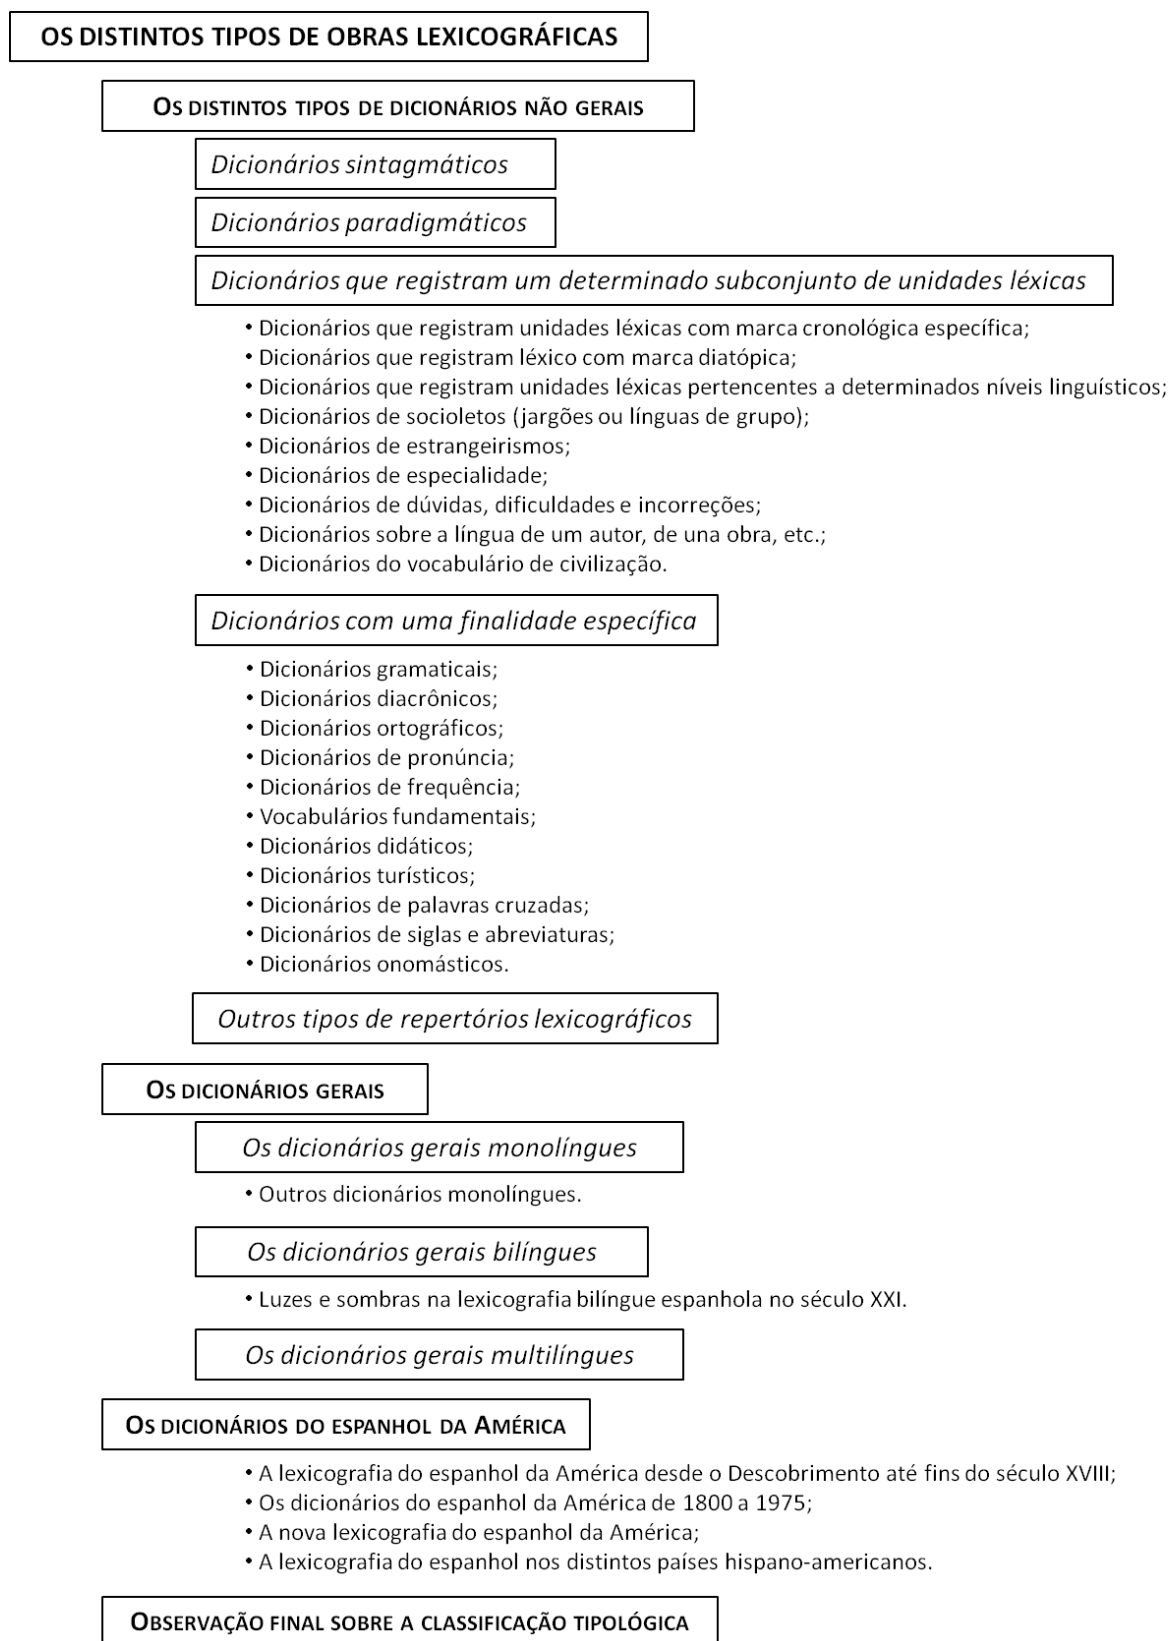 OS DISTINTOS TIPOS DE OBRAS LEXICOGRÁFICAS
OS DISTINTOS TIPOS DE DICIONÁRIOS NÃO GERAIS
Dicionários sintagmáticos
Dicionários paradigmáticos
Dicionários que registram um determinado subconjunto de unidades léxicas
• Dicionários que registram unidades léxicas com marca cronológica específica;
• Dicionários que registram léxico com marca diatópica;
• Dicionários que registram unidades léxicas pertencentes a determinados níveis linguísticos;
• Dicionários de socioletos (jargões ou línguas de grupo);
• Dicionários de estrangeirismos;
• Dicionários de especialidade;
• Dicionários de dúvidas, dificuldades e incorreções;
• Dicionários sobre a língua de um autor, de una obra, etc.;
• Dicionários do vocabulário de civilização.
Dicionários com uma finalidade específica
• Dicionários gramaticais;
• Dicionários diacrônicos;
• Dicionários ortográficos;
• Dicionários de pronúncia;
• Dicionários de frequência;
• Vocabulários fundamentais;
• Dicionários didáticos;
• Dicionários turísticos;
• Dicionários de palavras cruzadas;
• Dicionários de siglas e abreviaturas;
• Dicionários onomásticos.
Outros tipos de repertórios lexicográficos
OS DICIONÁRIOS GERAIS
Os dicionários gerais monolíngues
• Outros dicionários monolíngues.
Os dicionários gerais bilíngues
• Luzes e sombras na lexicografia bilíngue espanhola no século XXI.
Os dicionários gerais multilíngues
OS DICIONÁRIOS DO ESPANHOL DA AMÉRICA
• A lexicografia do espanhol da América desde o Descobrimento até fins do século XVIII;
• Os dicionários do espanhol da América de 1800 a 1975;
• A nova lexicografia do espanhol da América;
• A lexicografia do espanhol nos distintos países hispano-americanos.
OBSERVAÇÃO FINAL SOBRE A CLASSIFICAÇÃO TIPOLÓGICA